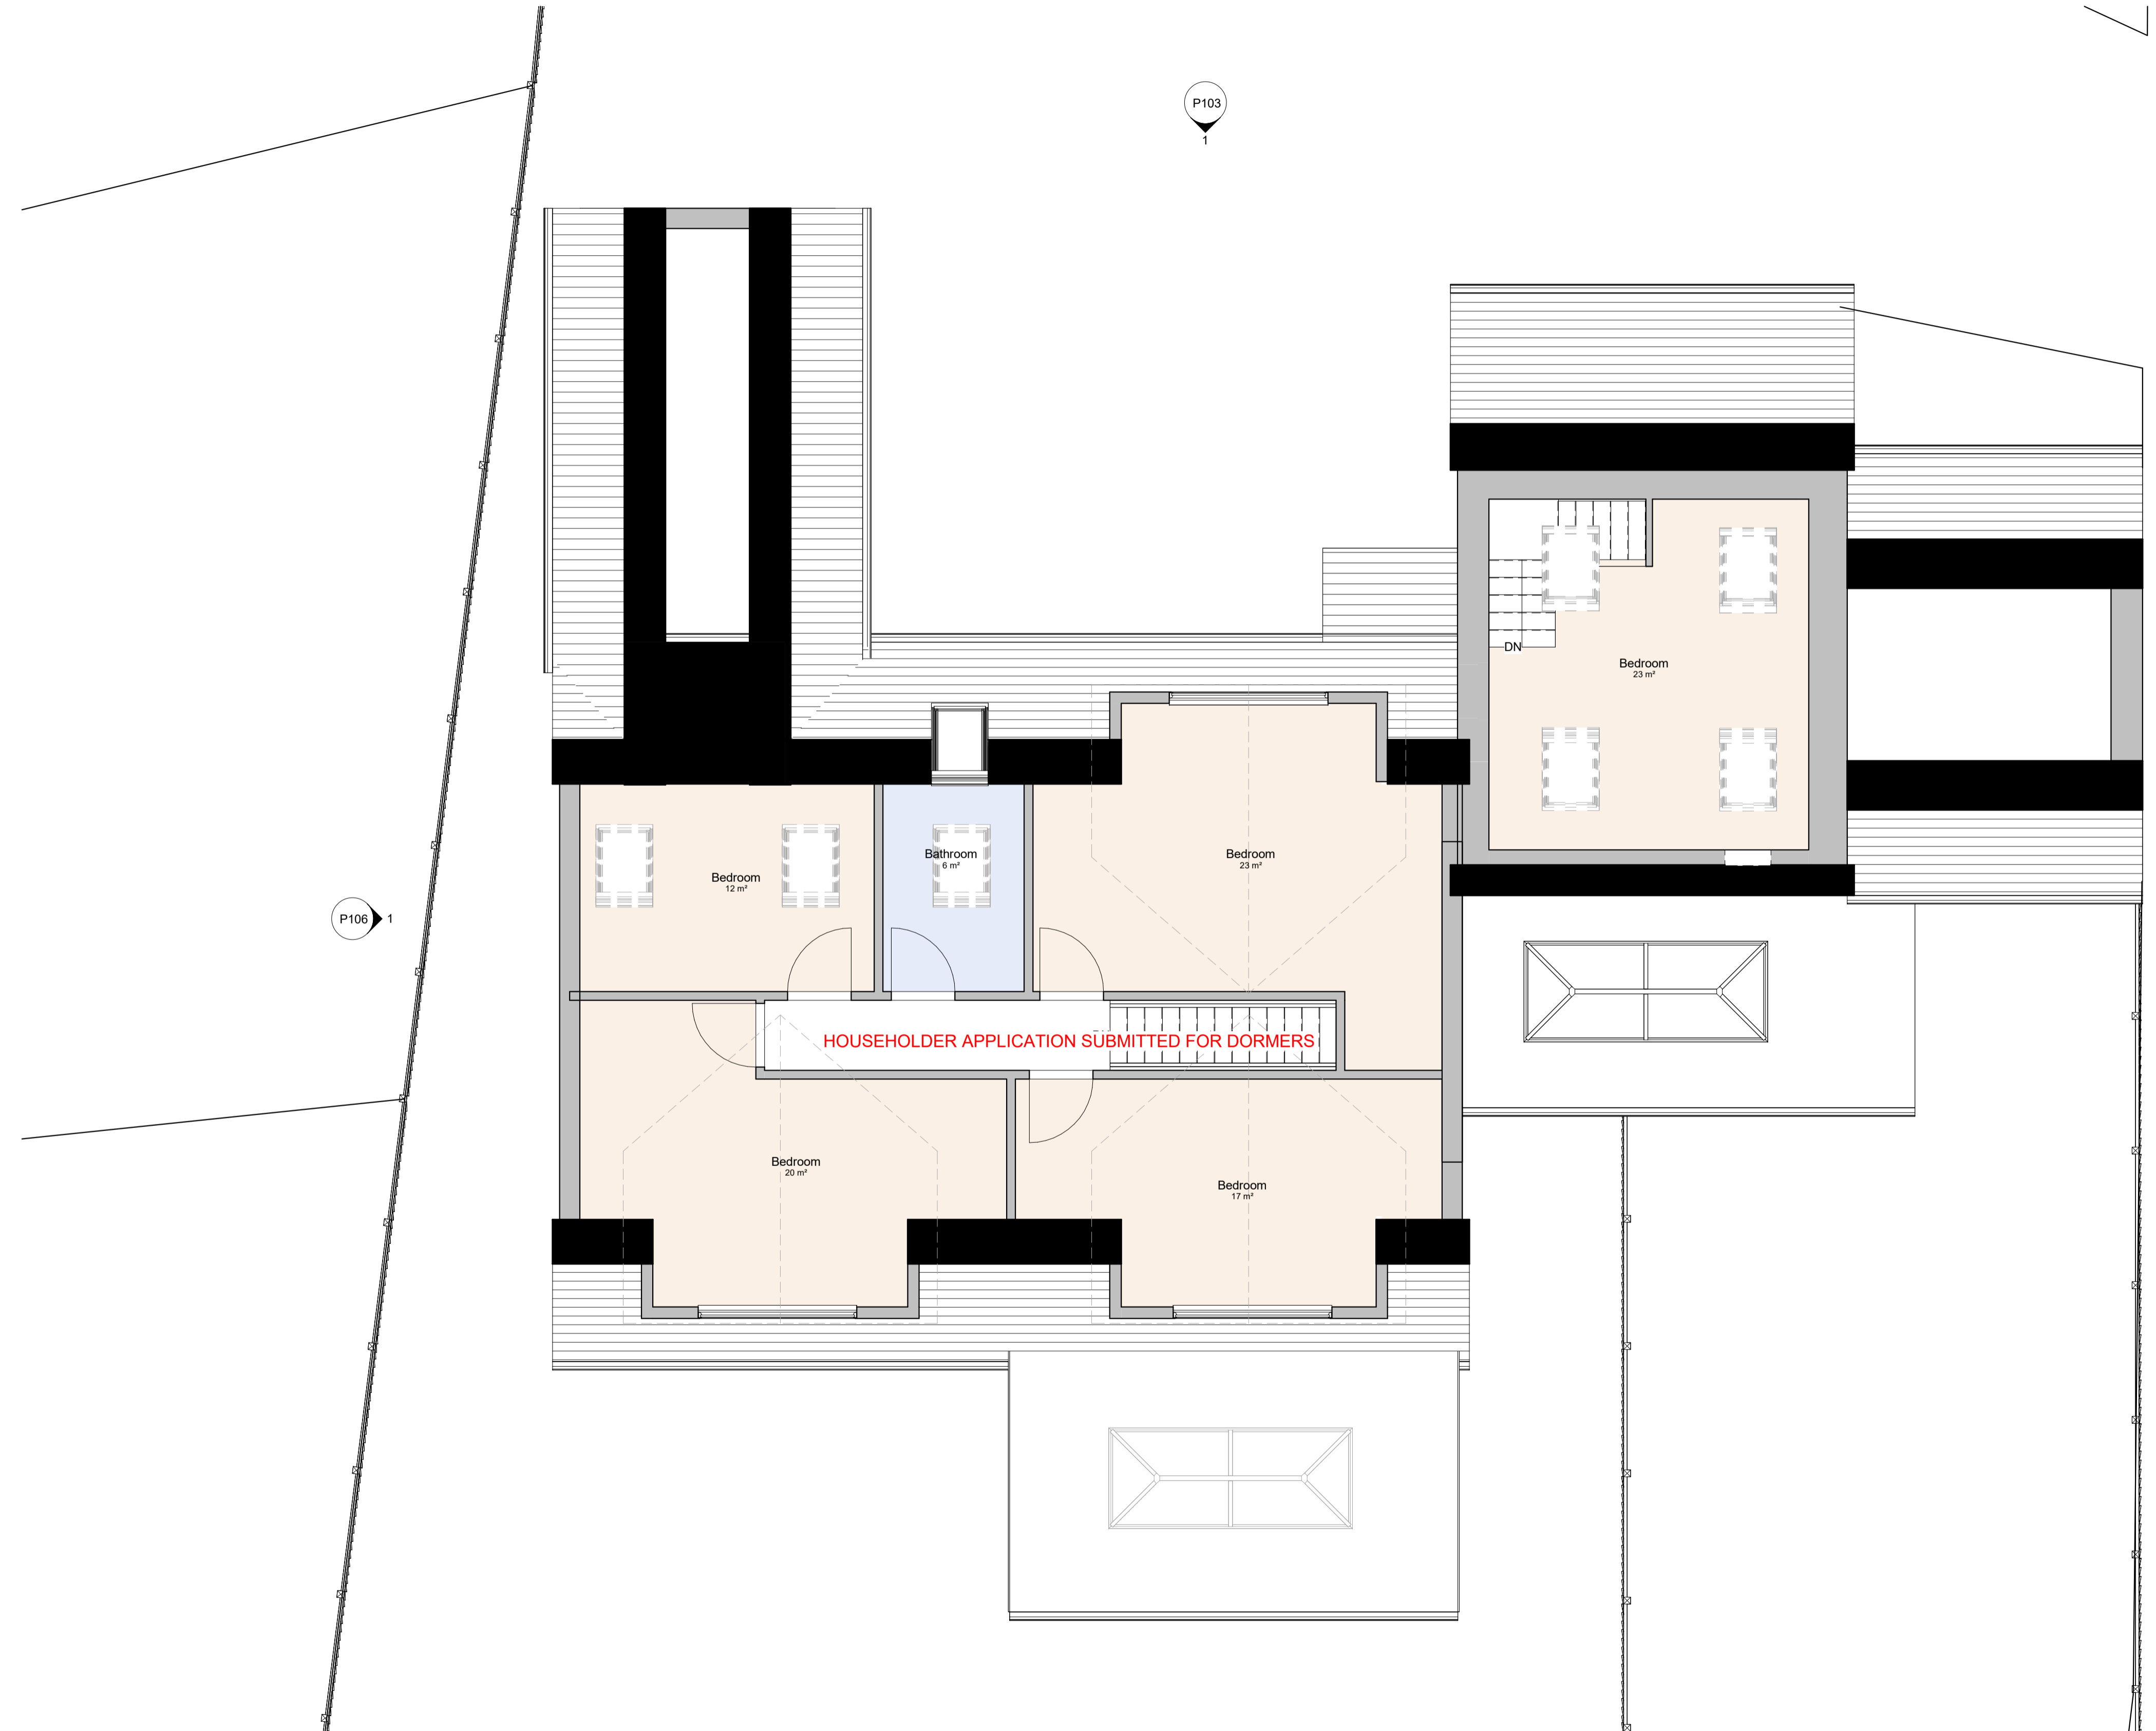 P103
1
Bedroom
23 m²
DN
Bathroom
6 m²
Bedroom
23 m²
Bedroom
12 m²
P106
1
HOUSEHOLDER APPLICATION SUBMITTED FOR DORMERS
Bedroom
20 m²
Bedroom
17 m²